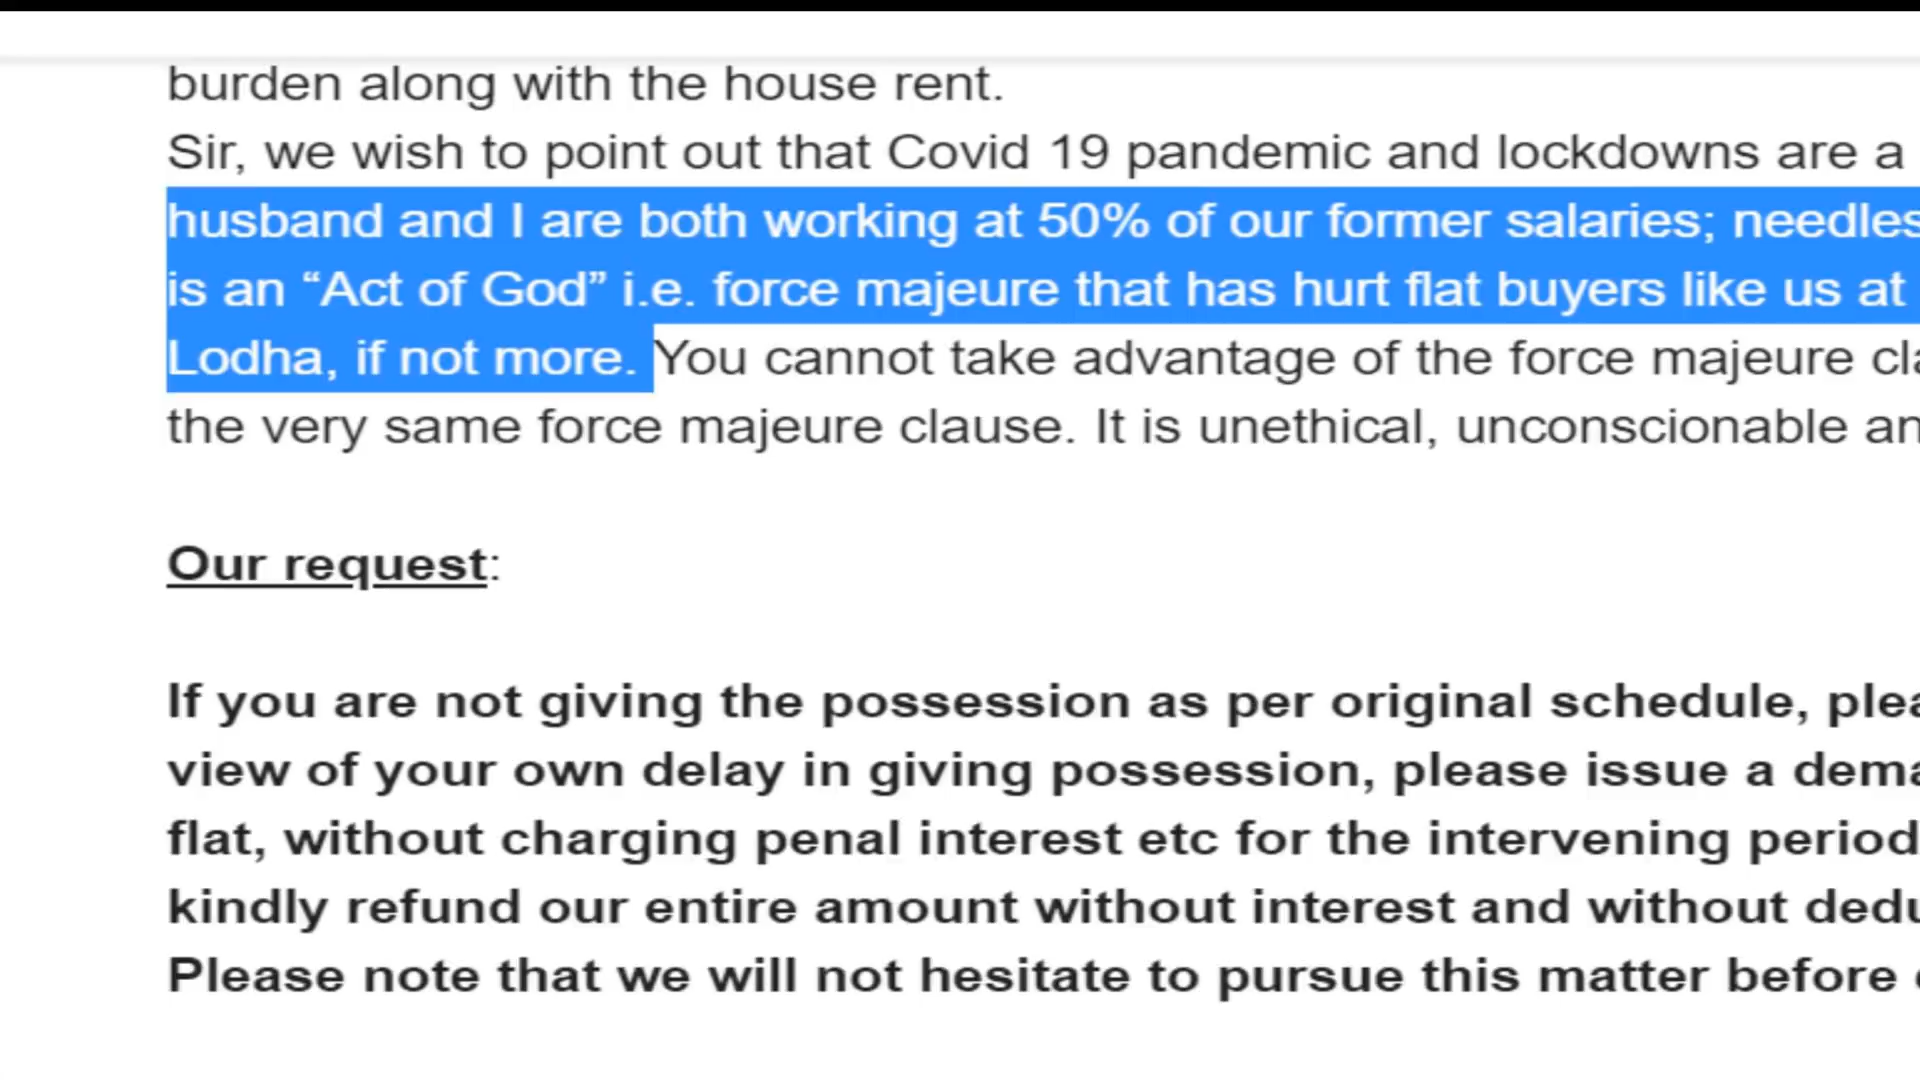 burden along with the house rent.
Sir, we wish to point out that Covid 19 pandemic and lockdowns are a
husband and I are both working at 50% of our former salaries;
is an “Act of God” i.e. force majeure that has hurt flat buyers like us at
Lodha, if not more. You cannot take advantage of the force majeure
the very same force majeure clause. It is unethical, unconscionable
Our request:
If you are not giving the possession as per original schedule,
view of your own delay in giving possession, please issue a
flat, without charging penal interest etc for the intervening period
kindly refund our entire amount without interest and without
Please note that we will not hesitate to pursue this matter before